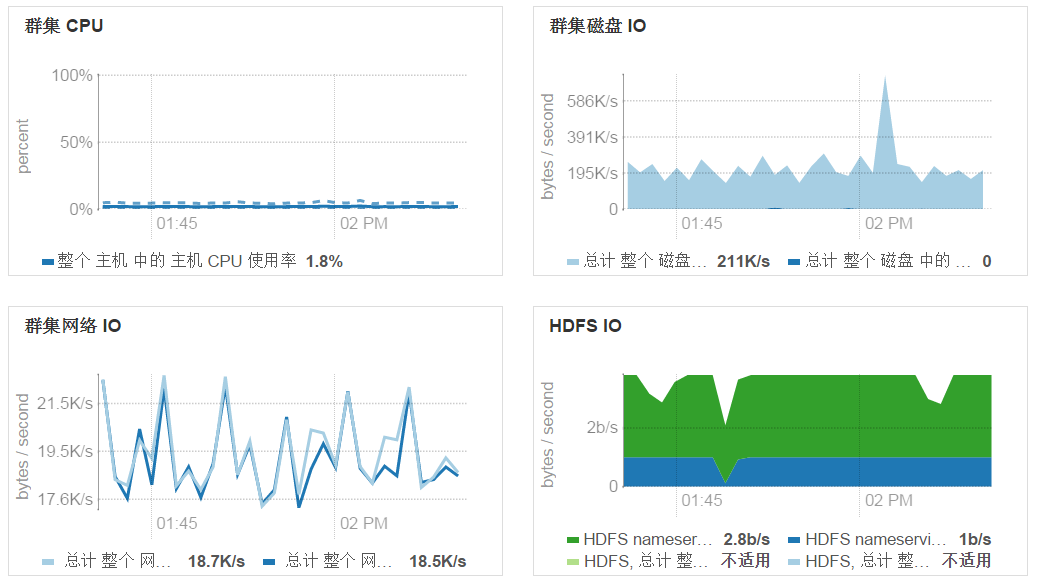 群集 CPU
percent
100%
50%
0%
01:45
02 PM
整个 主机 中的 主机 CPU 使用率 1.8%
群集磁盘 IO
bytes / second
586K/s
391K/s
195K/s
0
01:45
02 PM
总计 整个 磁盘... 211K/s
总计 整个 磁盘 中的 ... 0
群集网络 IO
bytes / second
21.5K/s
19.5K/s
17.6K/s
01:45
02 PM
总计 整个 网... 18.7K/s
总计 整个 网... 18.5K/s
HDFS IO
bytes / second
2b/s
0
01:45
02 PM
HDFS nameser... 2.8b/s
HDFS nameservi... 1b/s
HDFS, 总计 整... 不适用
HDFS, 总计 整... 不适用